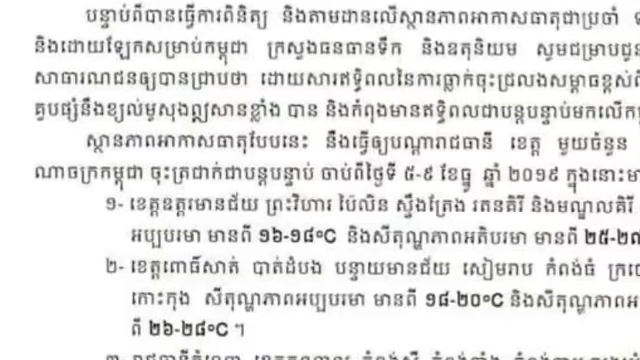 បន្ទាប់ពីបានធ្វើការពិនិត្យ និងតាមដានលើស្ថានភាពអាកាសធាតុជាប្រចាំ
និងដោយឡែកសម្រាប់កម្ពុជា ក្រសួងធនធានទឹក និងឧតុនិយម សូមជម្រាបជូន
សាធារណជនឲ្យបានជ្រាបថា ដោយសារឥទ្ធិពលនៃការធ្លាក់ចុះជ្រលងសម្ពាធខ្ពស់ពី
គួបផ្សំនឹងខ្យល់មូសុងឦសានខ្លាំង បាន និងកំពុងមានឥទ្ធិពលជាបន្តបន្ទាប់មកលើ
ស្ថានភាពអាកាសធាតុបែបនេះ នឹងធ្វើឲ្យបណ្តារាជធានី ខេត្ត មួយចំនួន
ណាចក្រកម្ពុជា ចុះត្រជាក់ជាបន្តបន្ទាប់ ចាប់ពីថ្ងៃទី ៥-៩ ខែធ្នូ ឆ្នាំ ២០១៩ ក្នុងនោះ
១- ខេត្តឧត្តរមានជ័យ ព្រះវិហារ ប៉ៃលិន ស្ទឹងត្រែង រតនគិរី និងមណ្ឌលគិរី
អប្បបរមា មានពី ១៦-១៨°C និងសីតុណ្ហភាពអតិបរមា មានពី ២៥-២៧
២- ខេត្តពោធិ៍សាត់ បាត់ដំបង បន្ទាយមានជ័យ សៀមរាប កំពង់ធំ
កោះកុង សីតុណ្ហភាពអប្បបរមា មានពី ១៨-២០°C និងសីតុណ្ហភាព
ពី ២៦-២៨°C ។